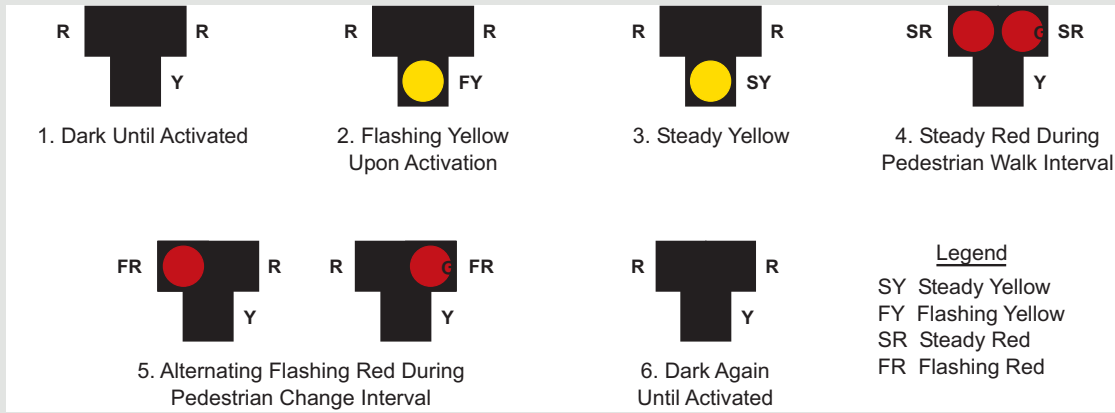 R R R R R R SR G SR
Y FY SY Y
1. Dark Until Activated 2. Flashing Yellow 3. Steady Yellow 4. Steady Red During
Upon Activation Pedestrian Walk Interval
FR R R G FR R R
Y Y Y
5. Alternating Flashing Red During 6. Dark Again
Pedestrian Change Interval Until Activated
Legend
SY Steady Yellow
FY Flashing Yellow
SR Steady Red
FR Flashing Red